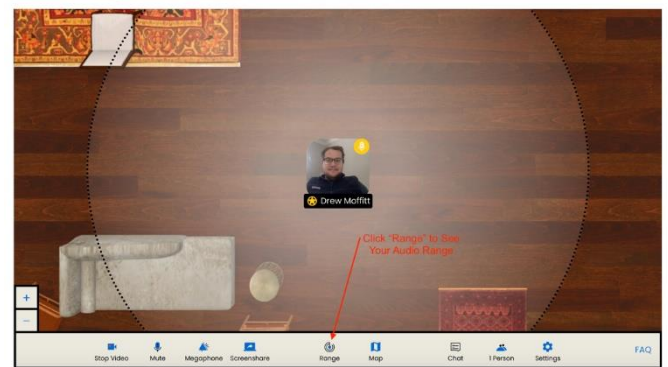 Drew Moffitt
Click "Range" to See
Your Audio Range
+
−
Stop Video Mute Megaphone Screenshare Range Map Chat 1 Person Settings FAQ